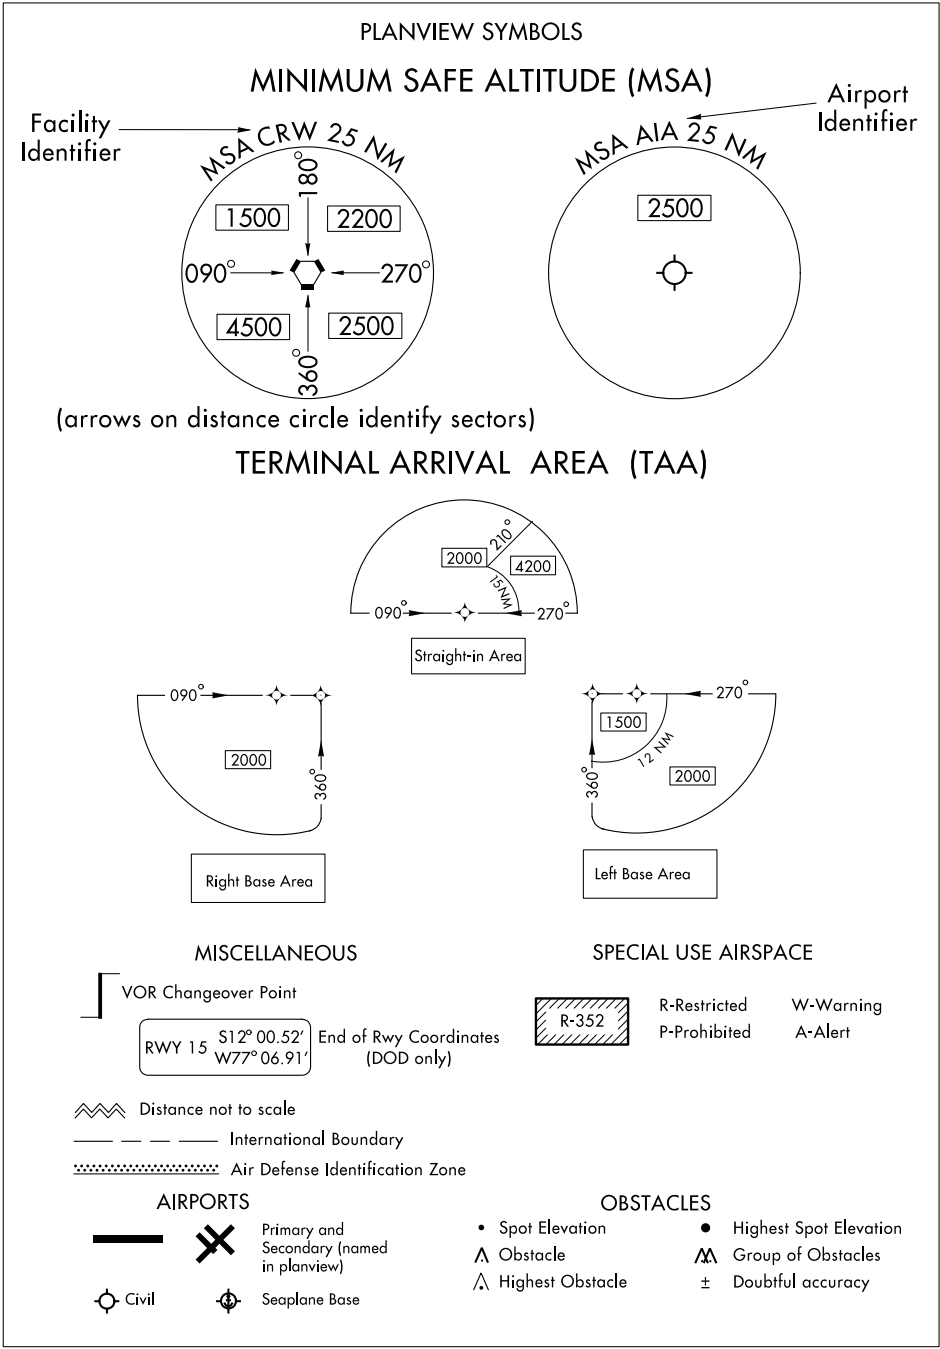 PLANVIEW SYMBOLS
MINIMUM SAFE ALTITUDE (MSA)
Facility
Identifier
MSA CRW 25 NM
180°
1500
2200
090°
270°
4500
2500
360°
MSA AIA 25 NM
Airport
Identifier
2500
(arrows on distance circle identify sectors)
TERMINAL ARRIVAL AREA (TAA)
210°
2000
4200
15NM
090°
270°
Straight-in Area
090°
2000
360°
Right Base Area
270°
1500
12 NM
2000
360°
Left Base Area
MISCELLANEOUS
VOR Changeover Point
RWY 15
S12° 00.52'
W77° 06.91'
End of Rwy Coordinates
(DOD only)
Distance not to scale
International Boundary
Air Defense Identification Zone
SPECIAL USE AIRSPACE
R-352
R-Restricted
W-Warning
P-Prohibited
A-Alert
AIRPORTS
Primary and
Secondary (named
in planview)
Civil
Seaplane Base
OBSTACLES
Spot Elevation
Highest Spot Elevation
Obstacle
Group of Obstacles
Highest Obstacle
± Doubtful accuracy